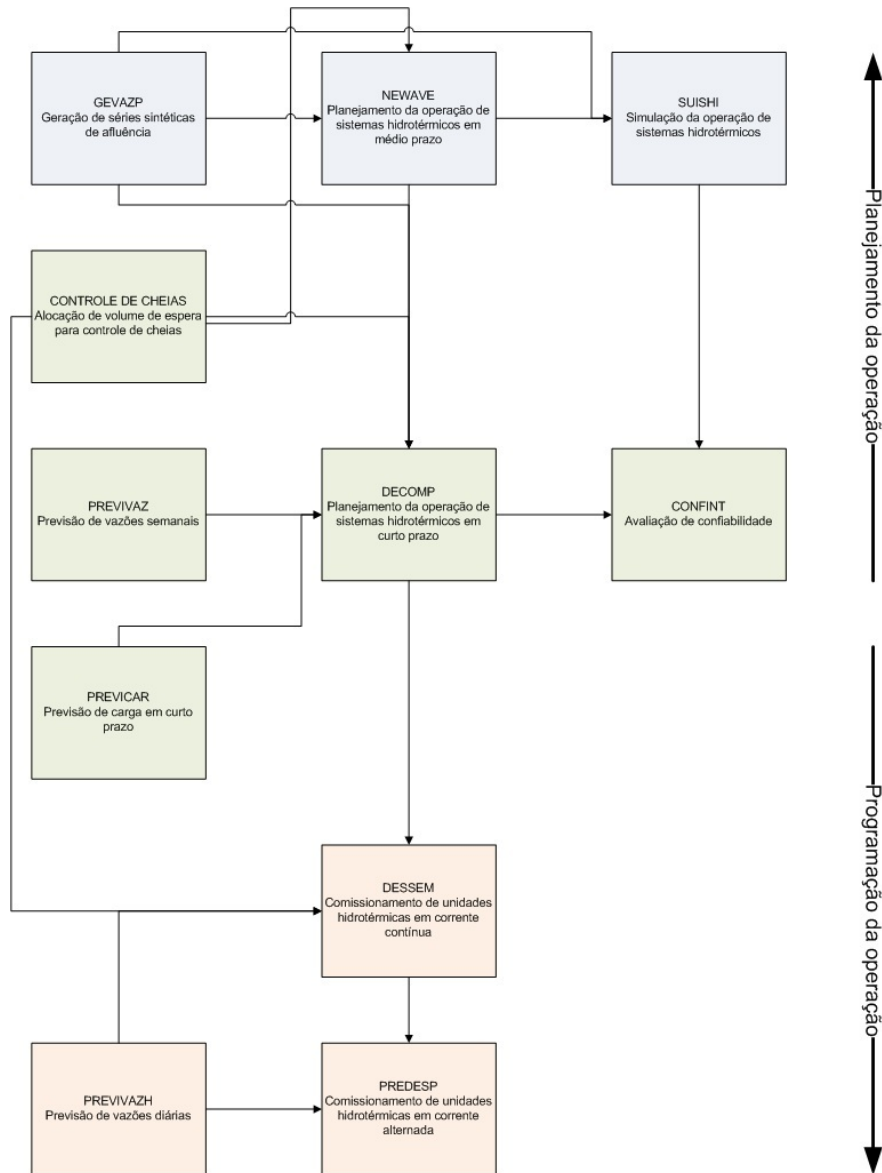 GEVAZP
Geração de séries sintéticas
de afluência
NEWAVE
Planejamento da operação de
sistemas hidrotérmicos em
médio prazo
SUISHI
Simulação da operação de
sistemas hidrotérmicos
CONTROLE DE CHEIAS
Alocação de volume de espera
para controle de cheias
PREVIVAZ
Previsão de vazões semanais
DECOMP
Planejamento da operação de
sistemas hidrotérmicos em
curto prazo
CONFINT
Avaliação de confiabilidade
PREVICAR
Previsão de carga em curto
prazo
DESSEM
Comissionamento de unidades
hidrotérmicas em corrente
contínua
PREVIVAZH
Previsão de vazões diárias
PREDESP
Comissionamento de unidades
hidrotérmicas em corrente
alternada
Planejamento da operação
Programação da operação